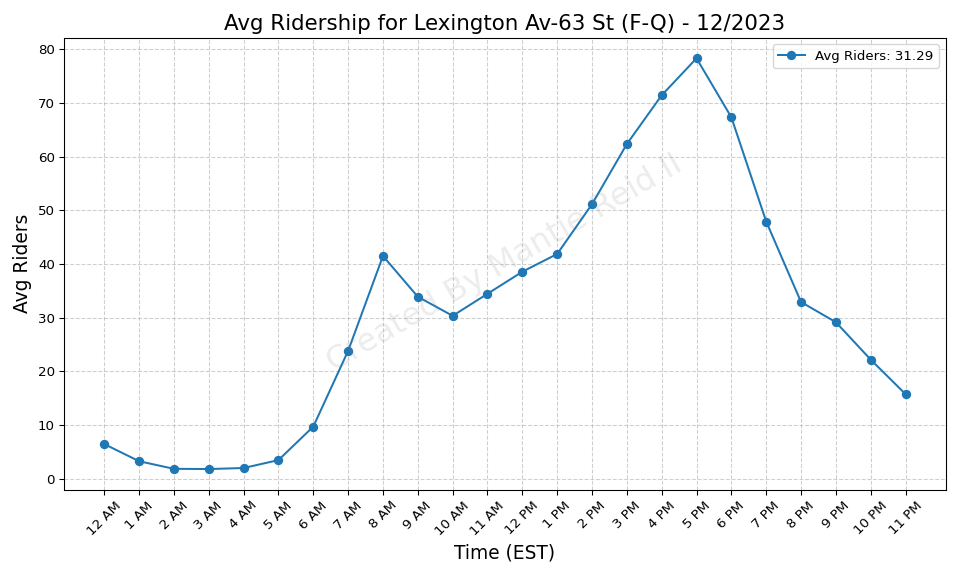 Avg Ridership for Lexington Av-63 St (F-Q) - 12/2023
Avg Riders: 31.29
Avg Riders
80
70
60
50
40
30
20
10
0
Created By Mantie Reid II
12 AM
1 AM
2 AM
3 AM
4 AM
5 AM
6 AM
7 AM
8 AM
9 AM
10 AM
11 AM
12 PM
1 PM
2 PM
3 PM
4 PM
5 PM
6 PM
7 PM
8 PM
9 PM
10 PM
11 PM
Time (EST)